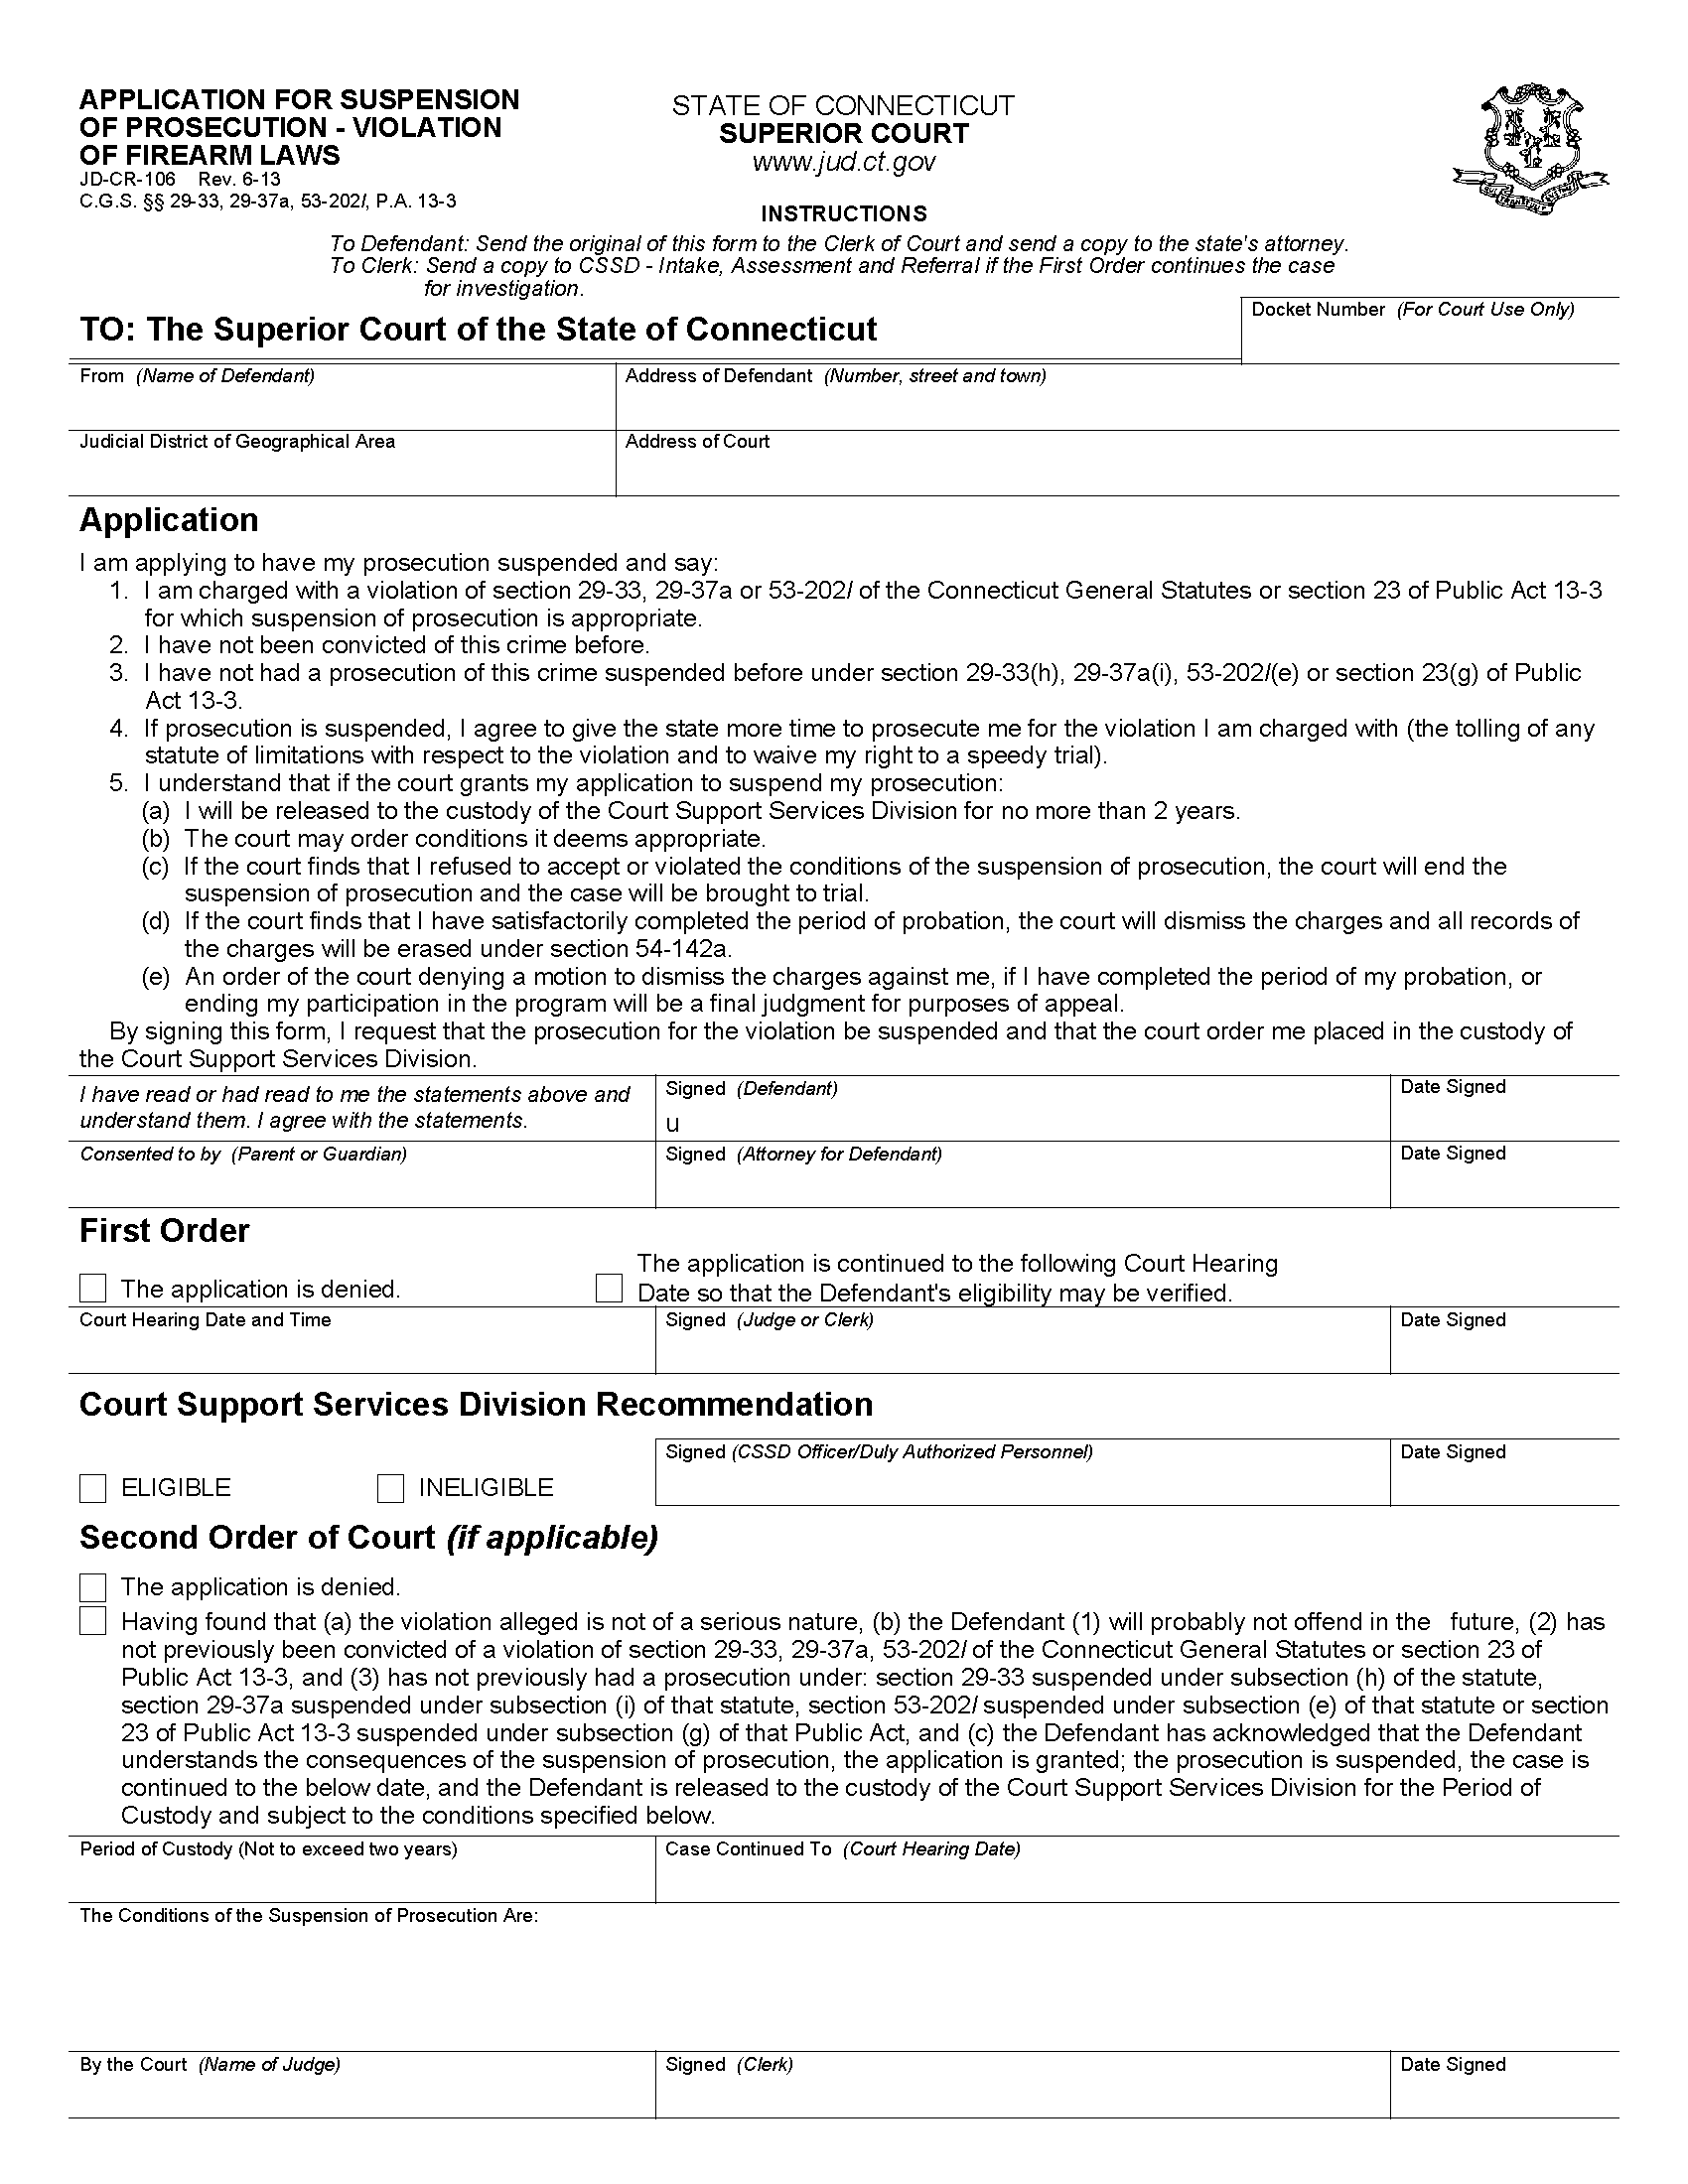 APPLICATION FOR SUSPENSION
OF PROSECUTION - VIOLATION
OF FIREARM LAWS
JD-CR-106 Rev. 6-13
C.G.S. §§ 29-33, 29-37a, 53-202l, P.A. 13-3
STATE OF CONNECTICUT
SUPERIOR COURT
www.jud.ct.gov
INSTRUCTIONS
To Defendant: Send the original of this form to the Clerk of Court and send a copy to the state's attorney.
To Clerk: Send a copy to CSSD - Intake, Assessment and Referral if the First Order continues the case
for investigation.
TO: The Superior Court of the State of Connecticut
Docket Number (For Court Use Only)
From (Name of Defendant)
Address of Defendant (Number, street and town)
Judicial District of Geographical Area
Address of Court
Application
I am applying to have my prosecution suspended and say:
1. I am charged with a violation of section 29-33, 29-37a or 53-202l of the Connecticut General Statutes or section 23 of Public Act 13-3
for which suspension of prosecution is appropriate.
2. I have not been convicted of this crime before.
3. I have not had a prosecution of this crime suspended before under section 29-33(h), 29-37a(i), 53-202l(e) or section 23(g) of Public
Act 13-3.
4. If prosecution is suspended, I agree to give the state more time to prosecute me for the violation I am charged with (the tolling of any
statute of limitations with respect to the violation and to waive my right to a speedy trial).
5. I understand that if the court grants my application to suspend my prosecution:
(a) I will be released to the custody of the Court Support Services Division for no more than 2 years.
(b) The court may order conditions it deems appropriate.
(c) If the court finds that I refused to accept or violated the conditions of the suspension of prosecution, the court will end the
suspension of prosecution and the case will be brought to trial.
(d) If the court finds that I have satisfactorily completed the period of probation, the court will dismiss the charges and all records of
the charges will be erased under section 54-142a.
(e) An order of the court denying a motion to dismiss the charges against me, if I have completed the period of my probation, or
ending my participation in the program will be a final judgment for purposes of appeal.
By signing this form, I request that the prosecution for the violation be suspended and that the court order me placed in the custody of
the Court Support Services Division.
I have read or had read to me the statements above and
understand them. I agree with the statements.
Signed (Defendant)
u
Date Signed
Consented to by (Parent or Guardian)
Signed (Attorney for Defendant)
Date Signed
First Order
The application is denied.
The application is continued to the following Court Hearing
Date so that the Defendant's eligibility may be verified.
Court Hearing Date and Time
Signed (Judge or Clerk)
Date Signed
Court Support Services Division Recommendation
ELIGIBLE
INELIGIBLE
Signed (CSSD Officer/Duly Authorized Personnel)
Date Signed
Second Order of Court (if applicable)
The application is denied.
Having found that (a) the violation alleged is not of a serious nature, (b) the Defendant (1) will probably not offend in the future, (2) has
not previously been convicted of a violation of section 29-33, 29-37a, 53-202l of the Connecticut General Statutes or section 23 of
Public Act 13-3, and (3) has not previously had a prosecution under: section 29-33 suspended under subsection (h) of the statute,
section 29-37a suspended under subsection (i) of that statute, section 53-202l suspended under subsection (e) of that statute or section
23 of Public Act 13-3 suspended under subsection (g) of that Public Act, and (c) the Defendant has acknowledged that the Defendant
understands the consequences of the suspension of prosecution, the application is granted; the prosecution is suspended, the case is
continued to the below date, and the Defendant is released to the custody of the Court Support Services Division for the Period of
Custody and subject to the conditions specified below.
Period of Custody (Not to exceed two years)
Case Continued To (Court Hearing Date)
The Conditions of the Suspension of Prosecution Are:
By the Court (Name of Judge)
Signed (Clerk)
Date Signed